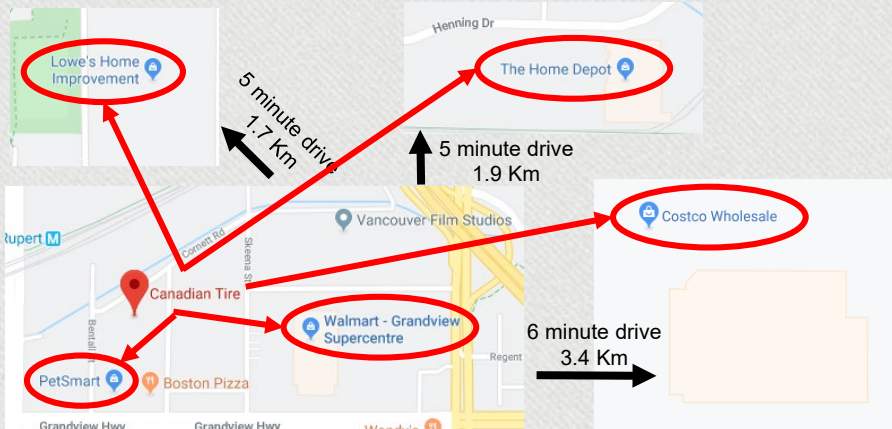 Henning Dr
Lowe's Home
Improvement
The Home Depot
5 minute drive
1.7 Km
5 minute drive
1.9 Km
Costco Wholesale
Vancouver Film Studios
Rupert M
Cornett Rd
Skeena St
Canadian Tire
Walmart - Grandview
Supercentre
6 minute drive
3.4 Km
Bentall St
Regent
PetSmart
Boston Pizza
Grandview Hwy
Grandview Hwy
Wendy's